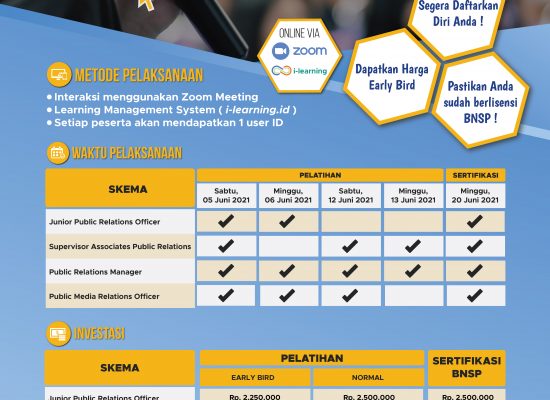 Segera Daftarkan
Diri Anda !
ONLINE VIA
zoom
i-learning
Dapatkan Harga
Early Bird
Pastikan Anda
sudah berlisensi
BNSP !
METODE PELAKSANAAN
• Interaksi menggunakan Zoom Meeting
• Learning Management System ( i-learning.id )
• Setiap peserta akan mendapatkan 1 user ID
WAKTU PELAKSANAAN
SKEMA
PELATIHAN
SERTIFIKASI
Sabtu,
05 Juni 2021
Minggu,
06 Juni 2021
Sabtu,
12 Juni 2021
Minggu,
13 Juni 2021
Minggu,
20 Juni 2021
Junior Public Relations Officer ✔ ✔ ✔
Supervisor Associates Public Relations ✔ ✔ ✔ ✔
Public Relations Manager ✔ ✔ ✔ ✔ ✔
Public Media Relations Officer ✔ ✔ ✔ ✔
INVESTASI
SKEMA
PELATIHAN
SERTIFIKASI
BNSP
EARLY BIRD
NORMAL
Junior Public Relations Officer Rp. 2.250.000 Rp. 2.500.000 Rp. 2.500.000